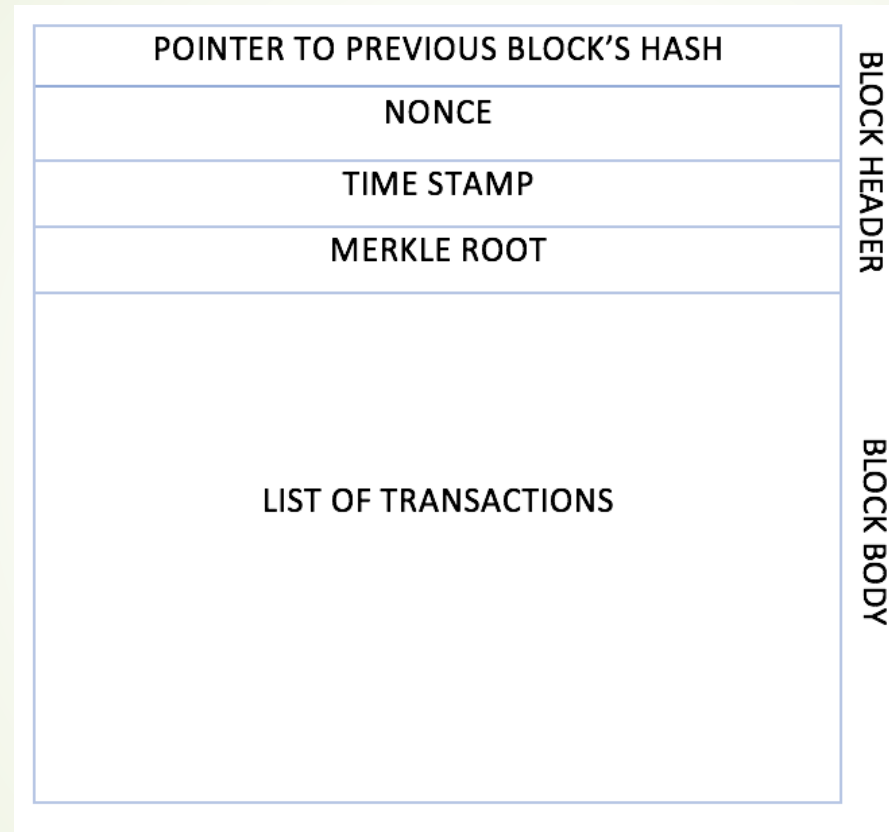 POINTER TO PREVIOUS BLOCK’S HASH
NONCE
TIME STAMP
MERKLE ROOT
BLOCK HEADER
LIST OF TRANSACTIONS
BLOCK BODY